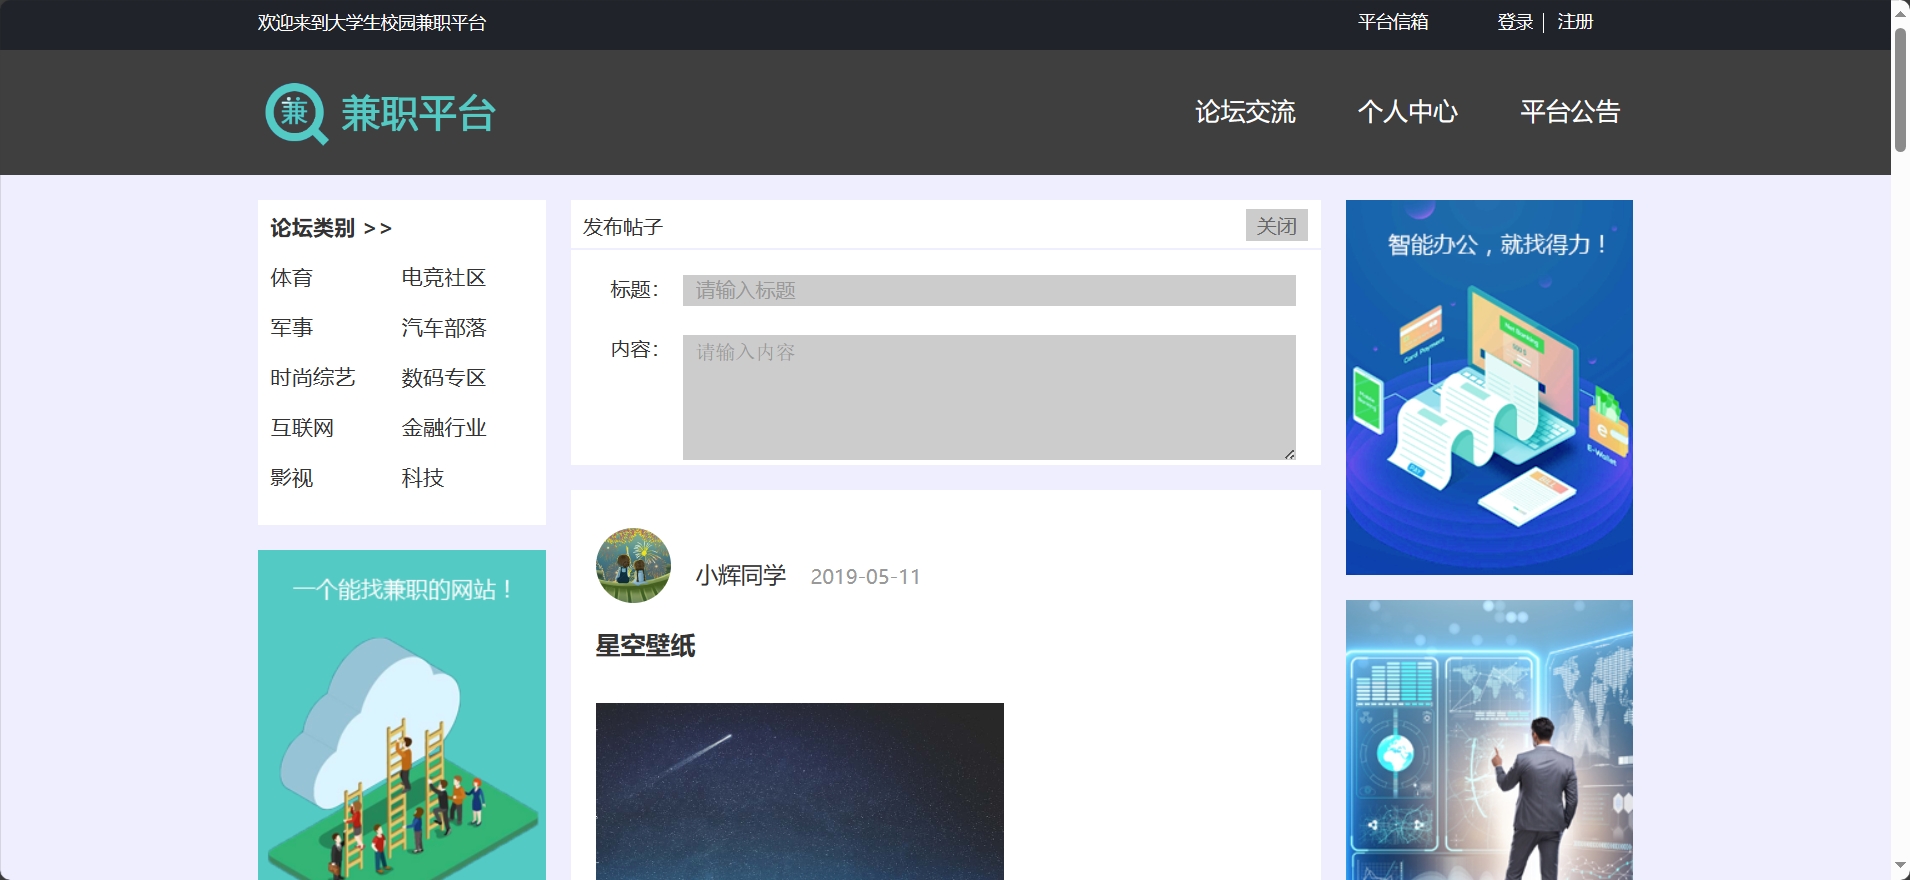 欢迎来到大学生校园兼职平台
平台信箱
登录 | 注册
兼 兼职平台
论坛交流
个人中心
平台公告
论坛类别 >>
体育 电竞社区
军事 汽车部落
时尚综艺 数码专区
互联网 金融行业
影视 科技
一个能找兼职的网站！
发布帖子
关闭
标题： 请输入标题
内容： 请输入内容
小辉同学 2019-05-11
星空壁纸
智能办公，就找得力！
Card Payment
E-Wallet